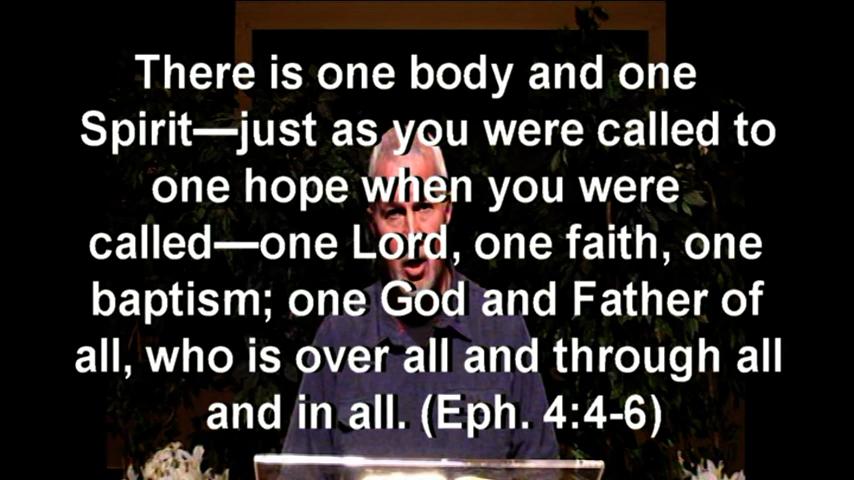 There is one body and one
Spirit—just as you were called to
one hope when you were
called—one Lord, one faith, one
baptism; one God and Father of
all, who is over all and through all
and in all. (Eph. 4:4-6)